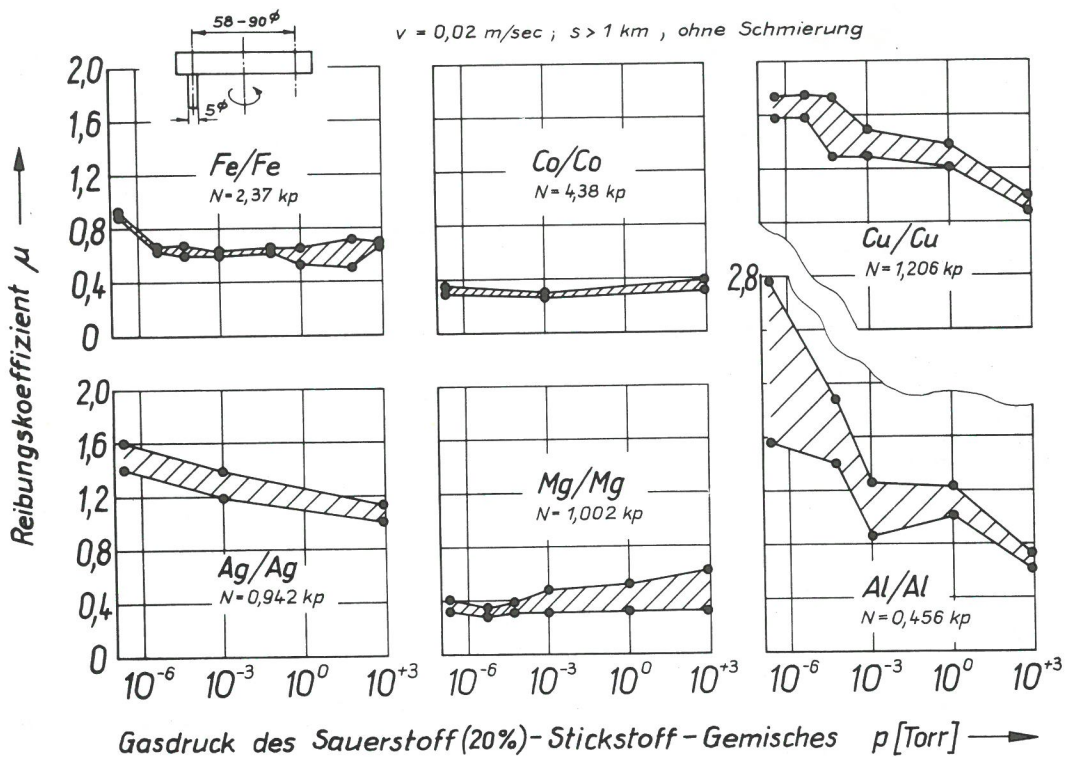 58-90⌀
v = 0,02 m/sec ; s > 1 km , ohne Schmierung
5⌀
2,0
1,6
1,2
0,8
0,4
0
Fe/Fe
N=2,37 kp
Co/Co
N=4,38 kp
Cu/Cu
N=1,206 kp
2,8
Reibungskoeffizient μ
2,0
1,6
1,2
0,8
0,4
0
Ag/Ag
N=0,942 kp
Mg/Mg
N=1,002 kp
Al/Al
N=0,456 kp
10⁻⁶ 10⁻³ 10⁰ 10⁺³
10⁻⁶ 10⁻³ 10⁰ 10⁺³
10⁻⁶ 10⁻³ 10⁰ 10⁺³
Gasdruck des Sauerstoff (20%)-Stickstoff-Gemisches p [Torr]